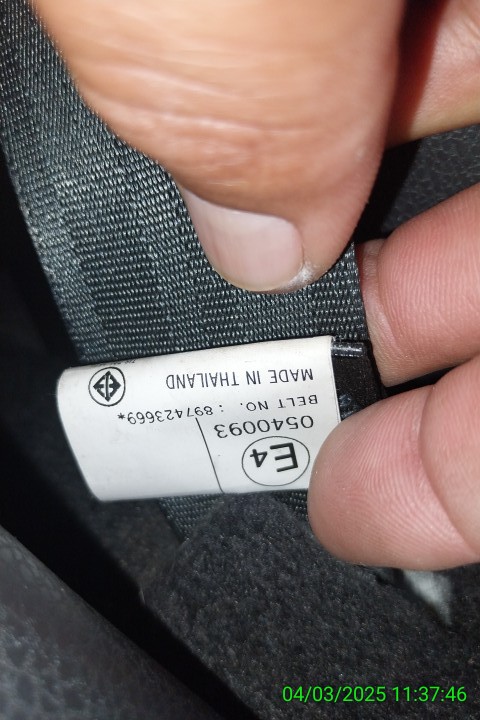 E4
0540093
BELT NO. : 897423669*
MADE IN THAILAND
04/03/2025 11:37:46